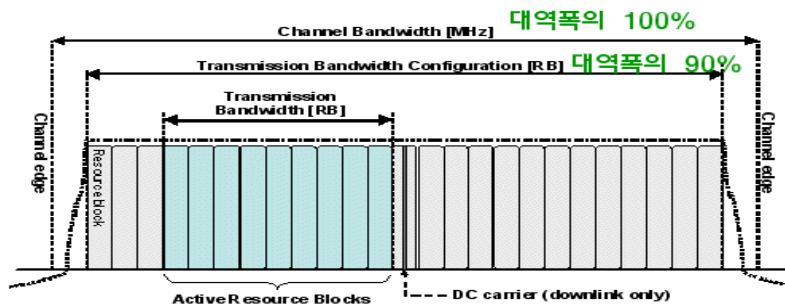 Channel Bandwidth [MHz] 대역폭의 100%
Transmission Bandwidth Configuration [RB] 대역폭의 90%
Transmission
Bandwidth [RB]
Channel edge
Resource block
Channel edge
Active Resource Blocks
DC carrier (downlink only)